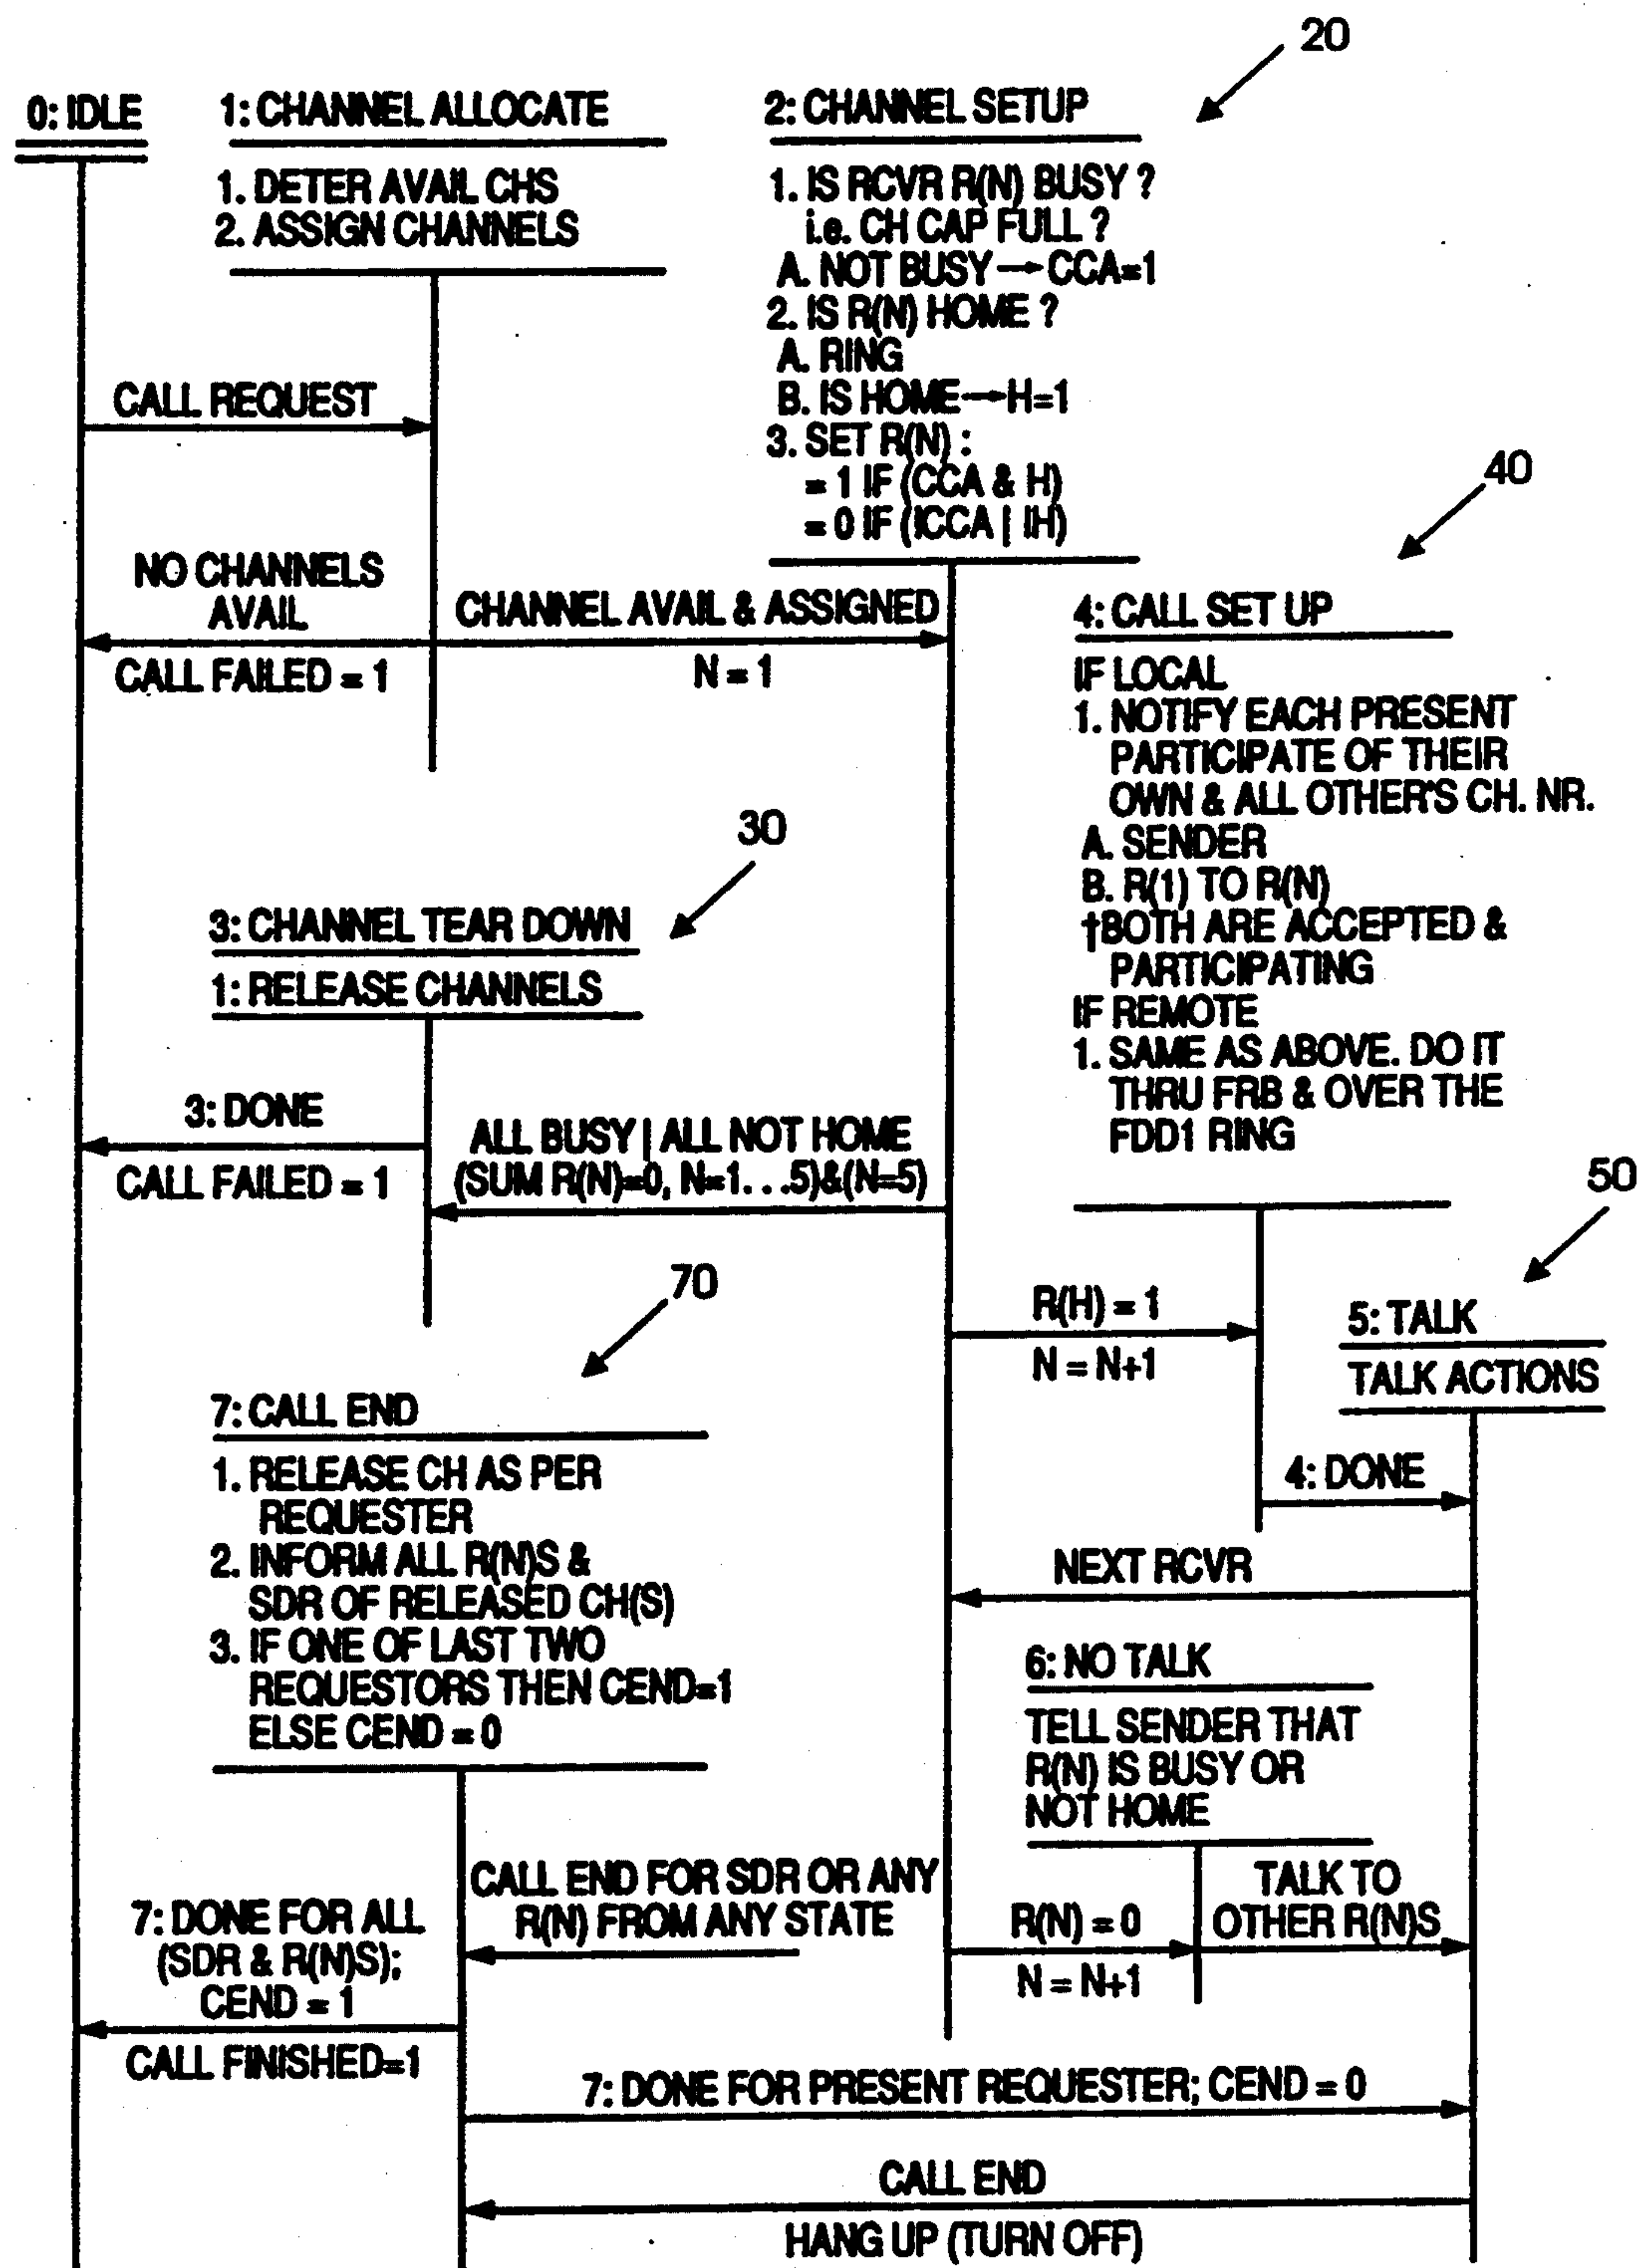 20
0: IDLE
1: CHANNEL ALLOCATE
1. DETER AVAIL CHS
2. ASSIGN CHANNELS
2: CHANNEL SETUP
1. IS RCVR R(N) BUSY ?
i.e. CH CAP FULL ?
A. NOT BUSY → CCA=1
2. IS R(N) HOME ?
A. RING
B. IS HOME → H=1
3. SET R(N) :
= 1 IF (CCA & H)
= 0 IF (!CCA | !H)
CALL REQUEST
NO CHANNELS
AVAIL
CALL FAILED = 1
CHANNEL AVAIL & ASSIGNED
N = 1
40
4: CALL SET UP
IF LOCAL
1. NOTIFY EACH PRESENT
PARTICIPATE OF THEIR
OWN & ALL OTHER'S CH. NR.
A. SENDER
B. R(1) TO R(N)
†BOTH ARE ACCEPTED &
PARTICIPATING
IF REMOTE
1. SAME AS ABOVE. DO IT
THRU FRB & OVER THE
FDD1 RING
30
3: CHANNEL TEAR DOWN
1: RELEASE CHANNELS
3: DONE
CALL FAILED = 1
ALL BUSY | ALL NOT HOME
(SUM R(N)=0, N=1...5)&(N=5)
50
R(H) = 1
N = N+1
5: TALK
TALK ACTIONS
4: DONE
NEXT RCVR
70
7: CALL END
1. RELEASE CH AS PER
REQUESTER
2. INFORM ALL R(N)S &
SDR OF RELEASED CH(S)
3. IF ONE OF LAST TWO
REQUESTORS THEN CEND=1
ELSE CEND = 0
6: NO TALK
TELL SENDER THAT
R(N) IS BUSY OR
NOT HOME
CALL END FOR SDR OR ANY
R(N) FROM ANY STATE
R(N) = 0
N = N+1
TALK TO
OTHER R(N)S
7: DONE FOR ALL
(SDR & R(N)S);
CEND = 1
CALL FINISHED=1
7: DONE FOR PRESENT REQUESTER; CEND = 0
CALL END
HANG UP (TURN OFF)